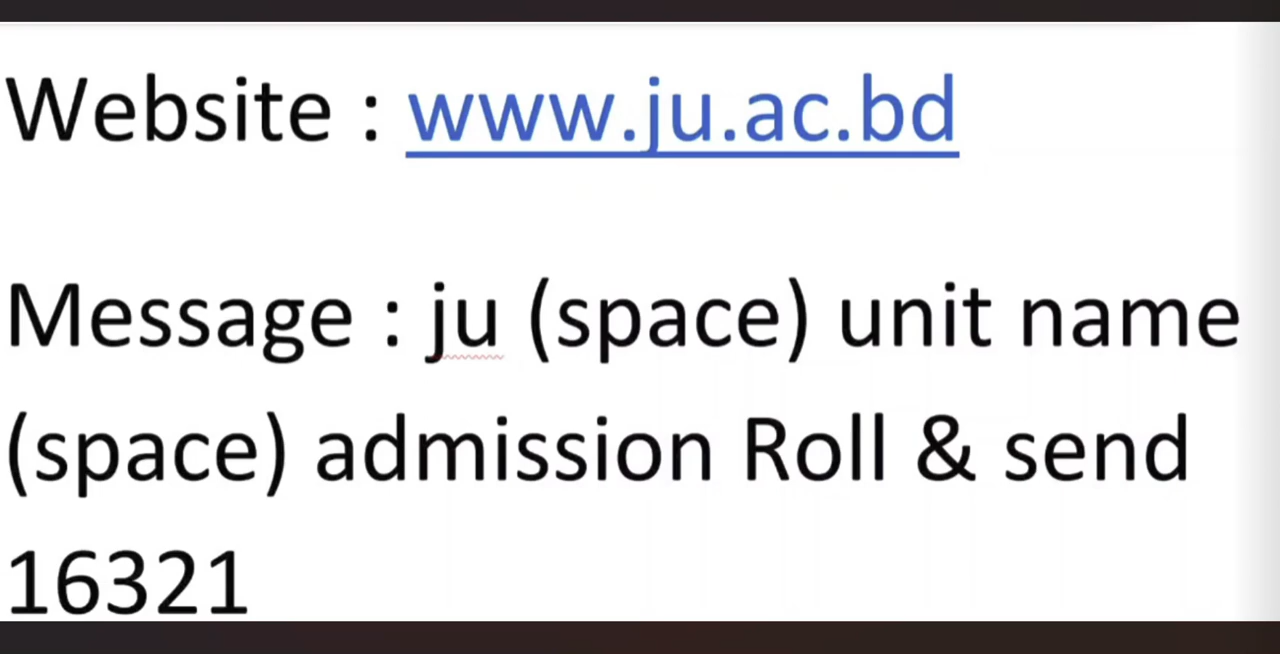 Website : www.ju.ac.bd
Message : ju (space) unit name
(space) admission Roll & send
16321